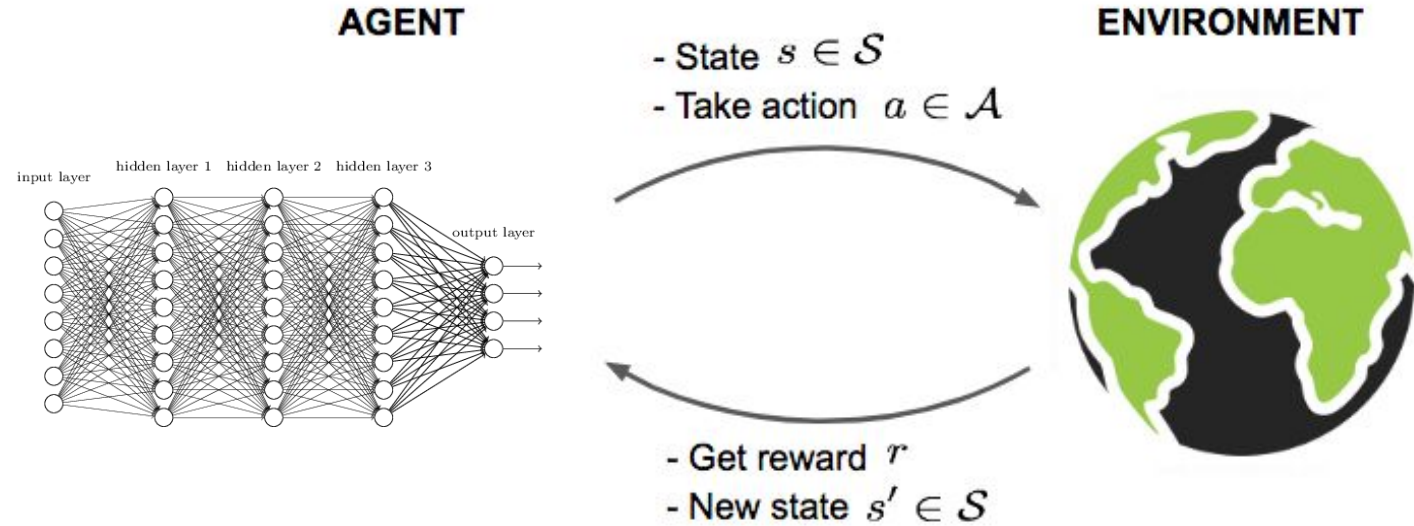 AGENT
ENVIRONMENT
- State s ∈ 𝒮
- Take action a ∈ 𝒜
input layer
hidden layer 1
hidden layer 2
hidden layer 3
output layer
- Get reward r
- New state s′ ∈ 𝒮